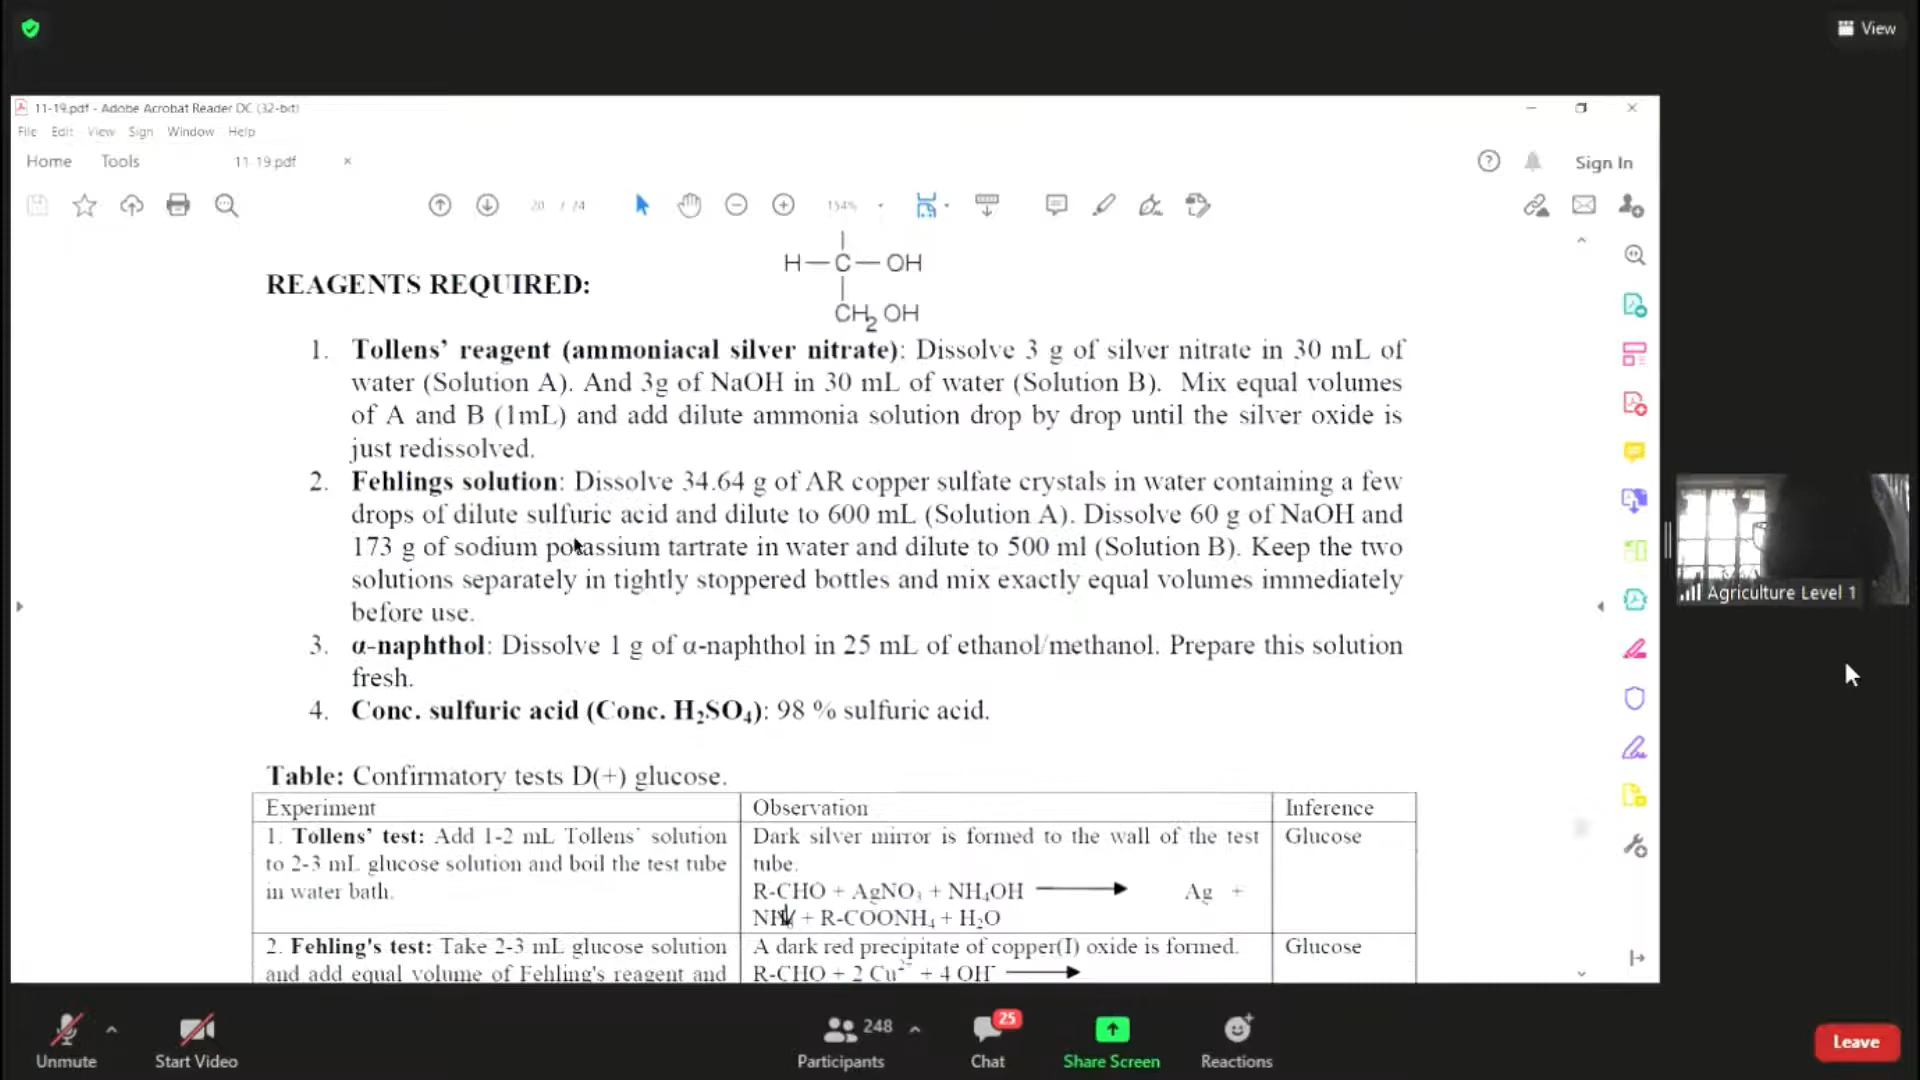 View
11-19.pdf - Adobe Acrobat Reader DC (32-bit)
File Edit View Sign Window Help
Home Tools 11-19.pdf × Sign In
20 / 24 154%
H—C—OH
REAGENTS REQUIRED:
CH2 OH
1. Tollens’ reagent (ammoniacal silver nitrate): Dissolve 3 g of silver nitrate in 30 mL of
water (Solution A). And 3g of NaOH in 30 mL of water (Solution B). Mix equal volumes
of A and B (1mL) and add dilute ammonia solution drop by drop until the silver oxide is
just redissolved.
2. Fehlings solution: Dissolve 34.64 g of AR copper sulfate crystals in water containing a few
drops of dilute sulfuric acid and dilute to 600 mL (Solution A). Dissolve 60 g of NaOH and
173 g of sodium potassium tartrate in water and dilute to 500 ml (Solution B). Keep the two
solutions separately in tightly stoppered bottles and mix exactly equal volumes immediately
before use.
3. α-naphthol: Dissolve 1 g of α-naphthol in 25 mL of ethanol/methanol. Prepare this solution
fresh.
4. Conc. sulfuric acid (Conc. H₂SO₄): 98 % sulfuric acid.
Table: Confirmatory tests D(+) glucose.
Experiment Observation Inference
1. Tollens’ test: Add 1-2 mL Tollens’ solution
to 2-3 mL glucose solution and boil the test tube
in water bath.
Dark silver mirror is formed to the wall of the test
tube.
R-CHO + AgNO₃ + NH₄OH ⟶ Ag +
+ R-COONH₄ + H₂O
Glucose
2. Fehling's test: Take 2-3 mL glucose solution
and add equal volume of Fehling's reagent and
A dark red precipitate of copper(I) oxide is formed.
R-CHO + 2 Cu²⁺ + 4 OH⁻ ⟶
Glucose
Agriculture Level 1
Unmute
Start Video
248
Participants
25
Chat
Share Screen
Reactions
Leave